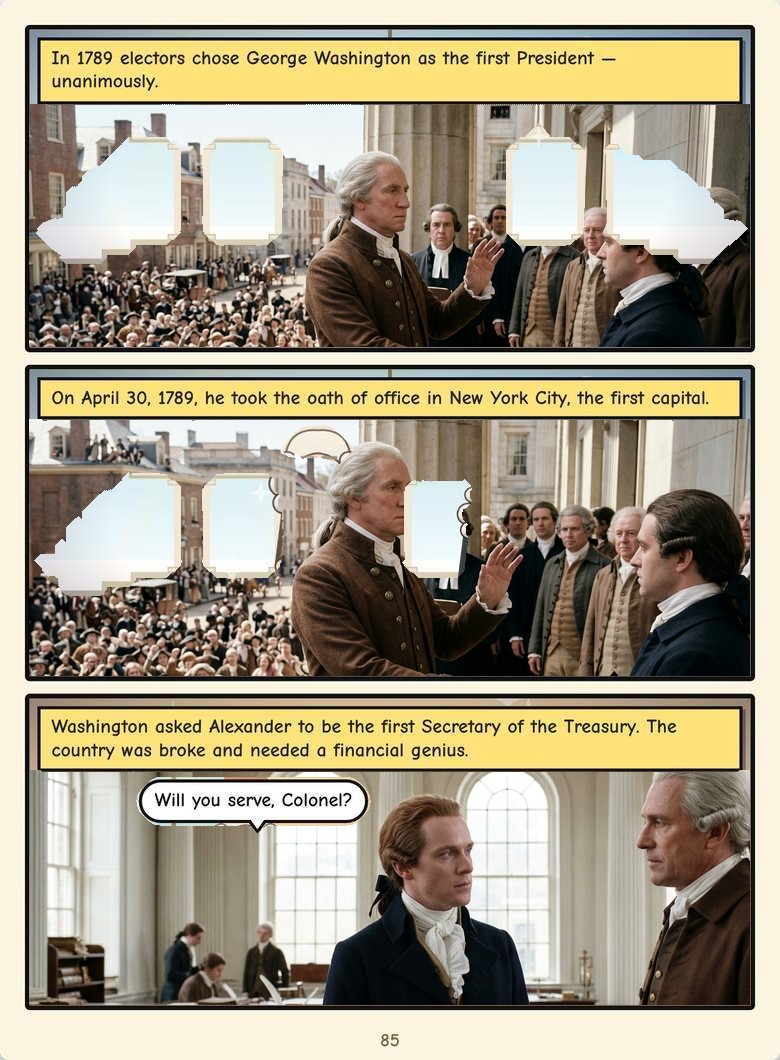 In 1789 electors chose George Washington as the first President —
unanimously.
On April 30, 1789, he took the oath of office in New York City, the first capital.
Washington asked Alexander to be the first Secretary of the Treasury. The
country was broke and needed a financial genius.
Will you serve, Colonel?
85